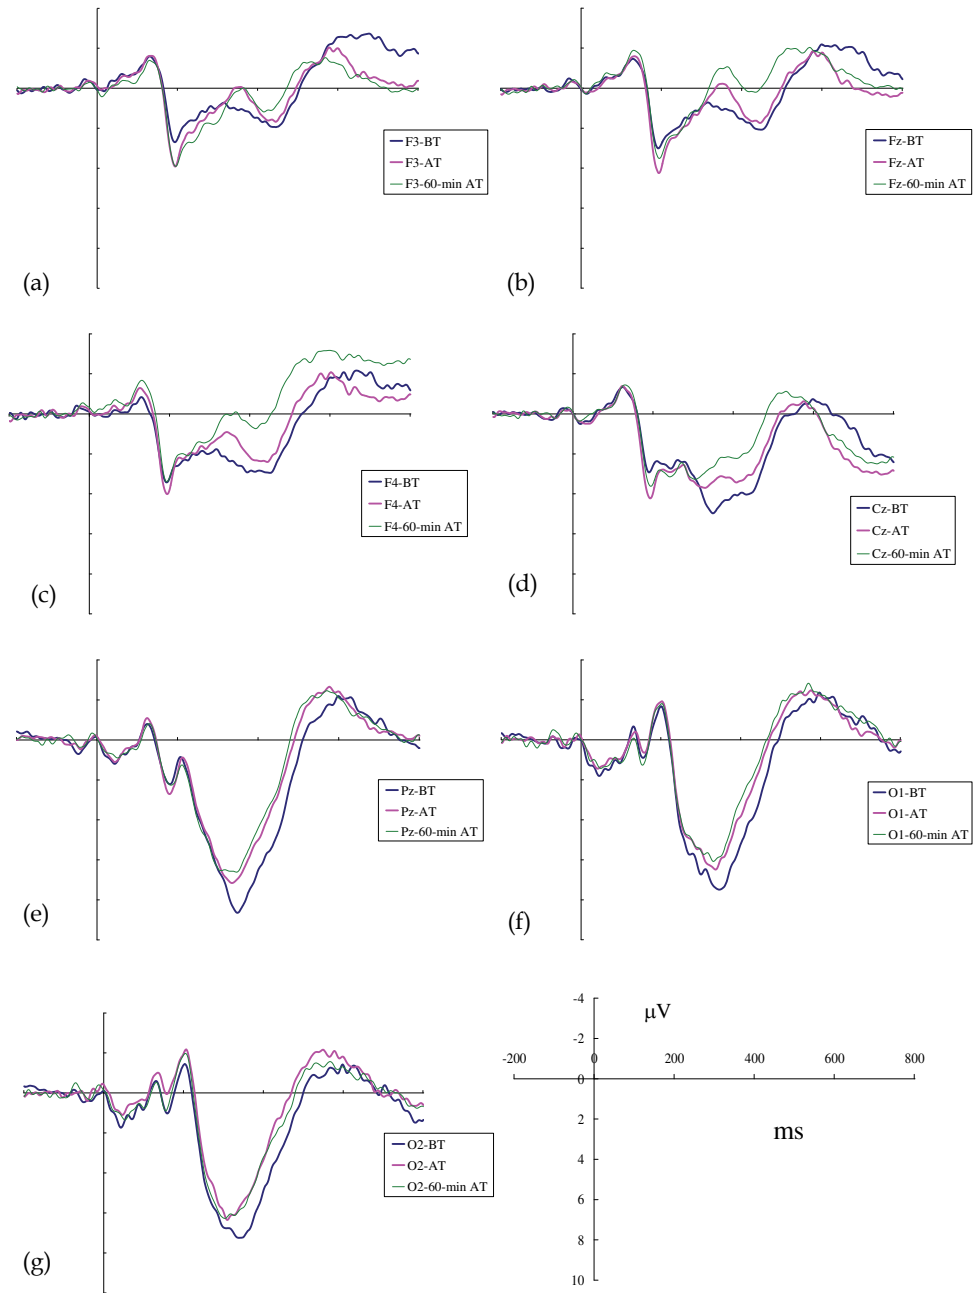 F3-BT
F3-AT
F3-60-min AT
(a)
Fz-BT
Fz-AT
Fz-60-min AT
(b)
F4-BT
F4-AT
F4-60-min AT
(c)
Cz-BT
Cz-AT
Cz-60-min AT
(d)
Pz-BT
Pz-AT
Pz-60-min AT
(e)
O1-BT
O1-AT
O1-60-min AT
(f)
O2-BT
O2-AT
O2-60-min AT
(g)
-4
μV
-2
-200 0 200 400 600 800
0
2
ms
4
6
8
10